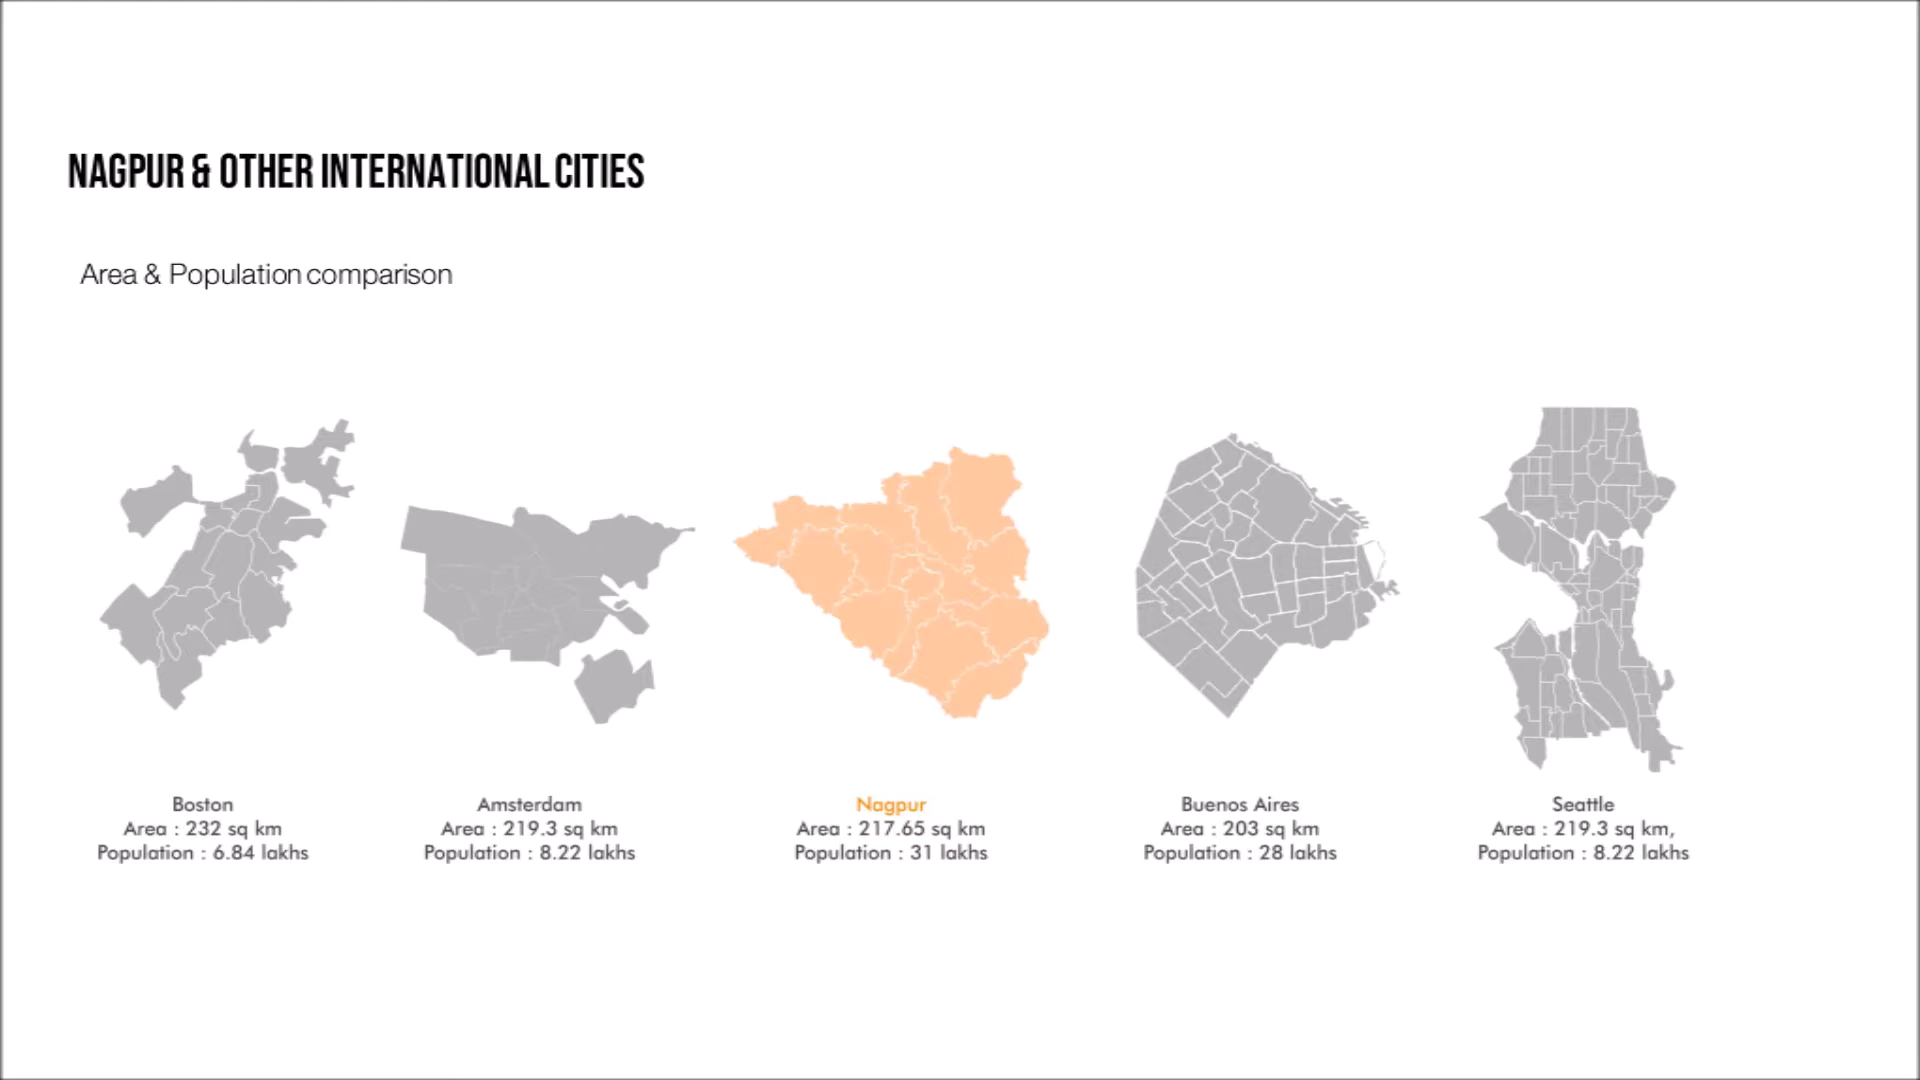 NAGPUR & OTHER INTERNATIONAL CITIES
Area & Population comparison
Boston
Area : 232 sq km
Population : 6.84 lakhs
Amsterdam
Area : 219.3 sq km
Population : 8.22 lakhs
Nagpur
Area : 217.65 sq km
Population : 31 lakhs
Buenos Aires
Area : 203 sq km
Population : 28 lakhs
Seattle
Area : 219.3 sq km,
Population : 8.22 lakhs